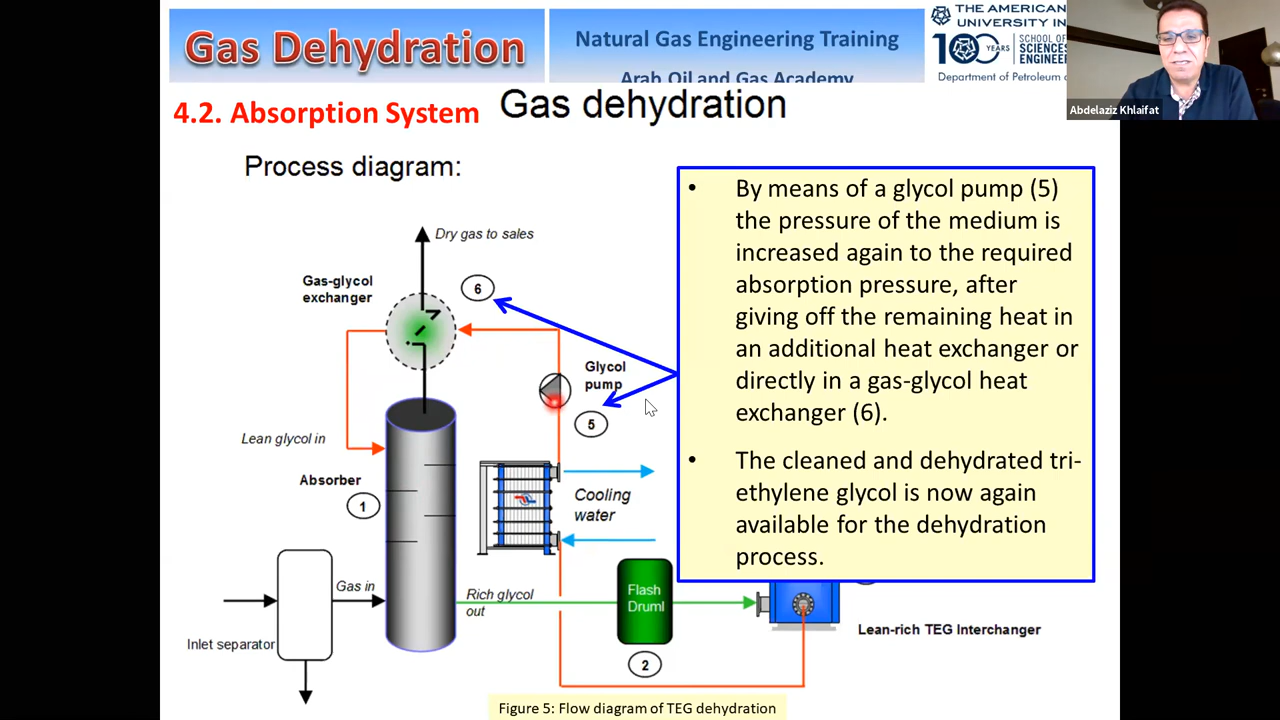 Gas Dehydration
Natural Gas Engineering Training
Arab Oil and Gas Academy
THE AMERICAN
UNIVERSITY IN
100 YEARS
SCHOOL OF
SCIENCES
ENGINEE
Department of Petroleum
Abdelaziz Khlaifat
4.2. Absorption System
Gas dehydration
Process diagram:
• By means of a glycol pump (5)
the pressure of the medium is
increased again to the required
absorption pressure, after
giving off the remaining heat in
an additional heat exchanger or
directly in a gas-glycol heat
exchanger (6).
• The cleaned and dehydrated tri-
ethylene glycol is now again
available for the dehydration
process.
Dry gas to sales
Gas-glycol
exchanger
6
Glycol
pump
5
Lean glycol in
Absorber
1
Cooling
water
Gas in
Rich glycol
out
Flash
Druml
Inlet separator
2
Lean-rich TEG Interchanger
Figure 5: Flow diagram of TEG dehydration